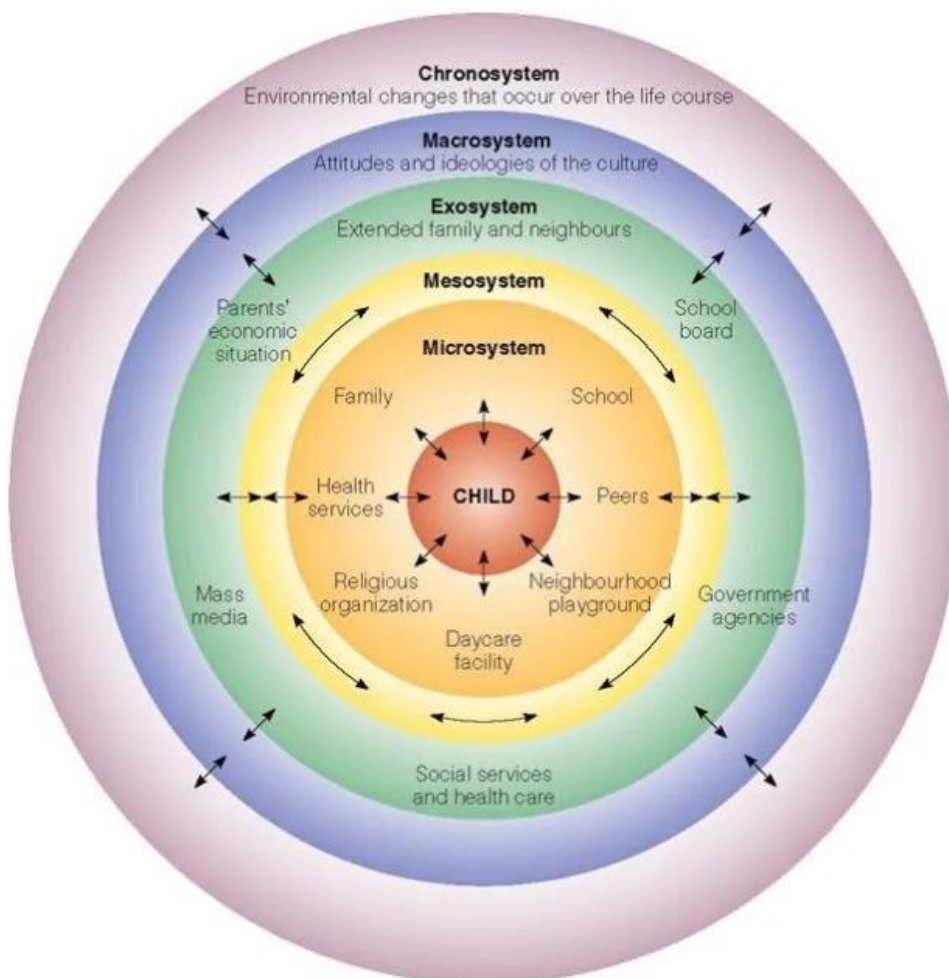 Chronosystem
Environmental changes that occur over the life course
Macrosystem
Attitudes and ideologies of the culture
Exosystem
Extended family and neighbours
Mesosystem
Parents'
economic
situation
School
board
Microsystem
Family
School
Health
services
CHILD
Peers
Religious
organization
Neighbourhood
playground
Daycare
facility
Mass
media
Government
agencies
Social services
and health care